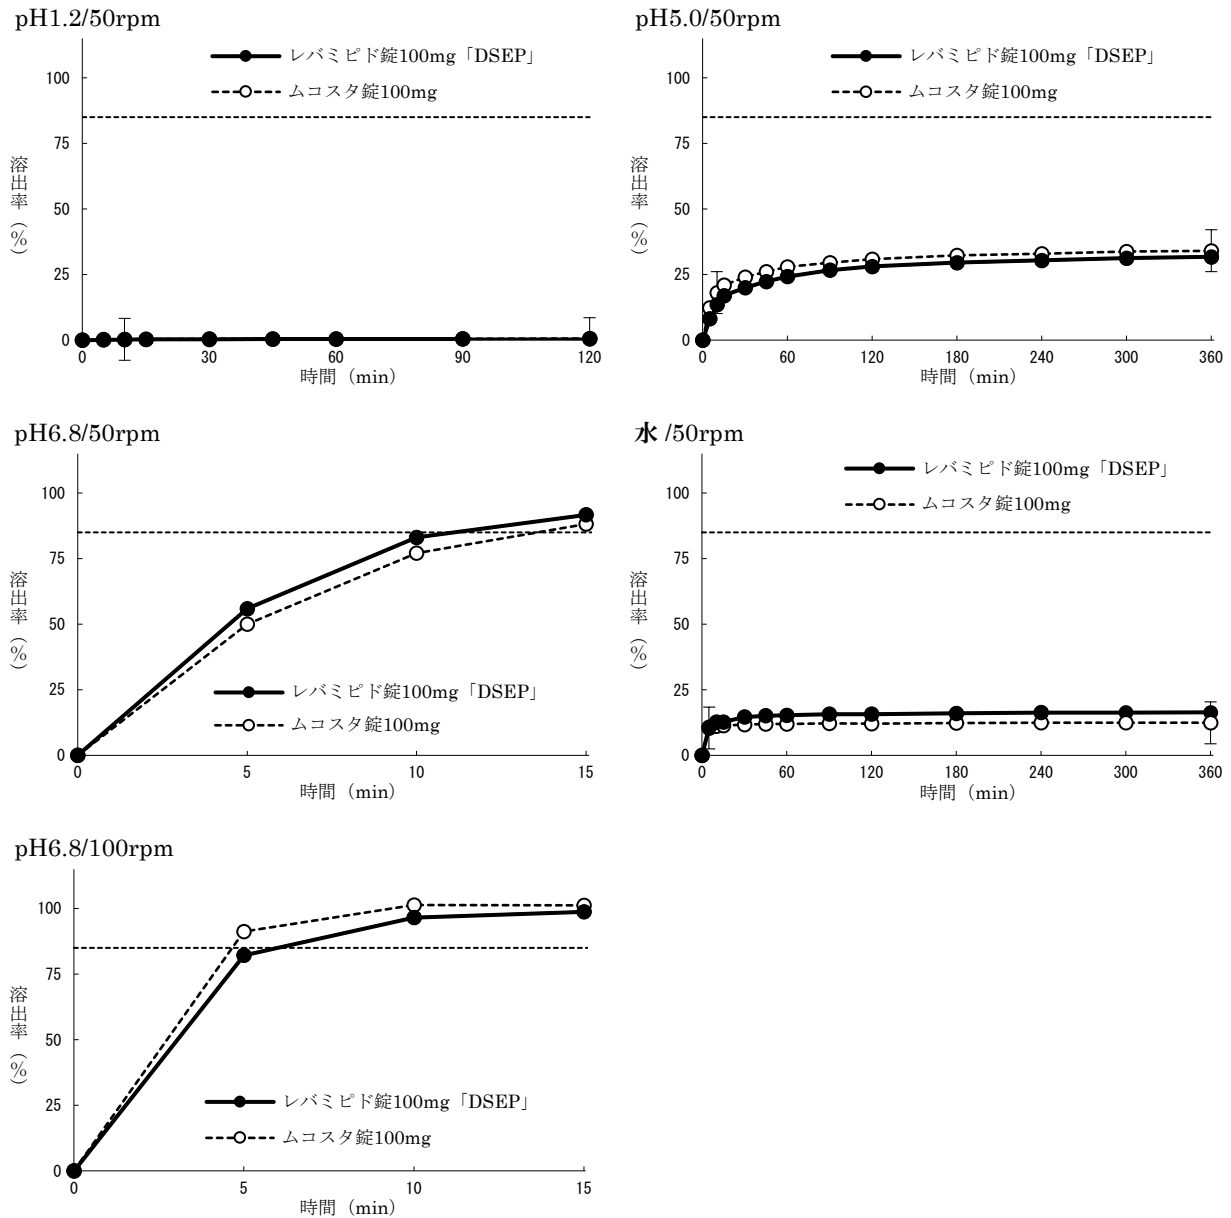 pH1.2/50rpm
レバミピド錠100mg「DSEP」
ムコスタ錠100mg
100
75
50
25
0
溶出率（%）
0 30 60 90 120
時間（min）
pH5.0/50rpm
レバミピド錠100mg「DSEP」
ムコスタ錠100mg
100
75
50
25
0
溶出率（%）
0 60 120 180 240 300 360
時間（min）
pH6.8/50rpm
100
75
50
25
0
溶出率（%）
レバミピド錠100mg「DSEP」
ムコスタ錠100mg
0 5 10 15
時間（min）
水 /50rpm
レバミピド錠100mg「DSEP」
ムコスタ錠100mg
100
75
50
25
0
溶出率（%）
0 60 120 180 240 300 360
時間（min）
pH6.8/100rpm
100
75
50
25
0
溶出率（%）
レバミピド錠100mg「DSEP」
ムコスタ錠100mg
0 5 10 15
時間（min）